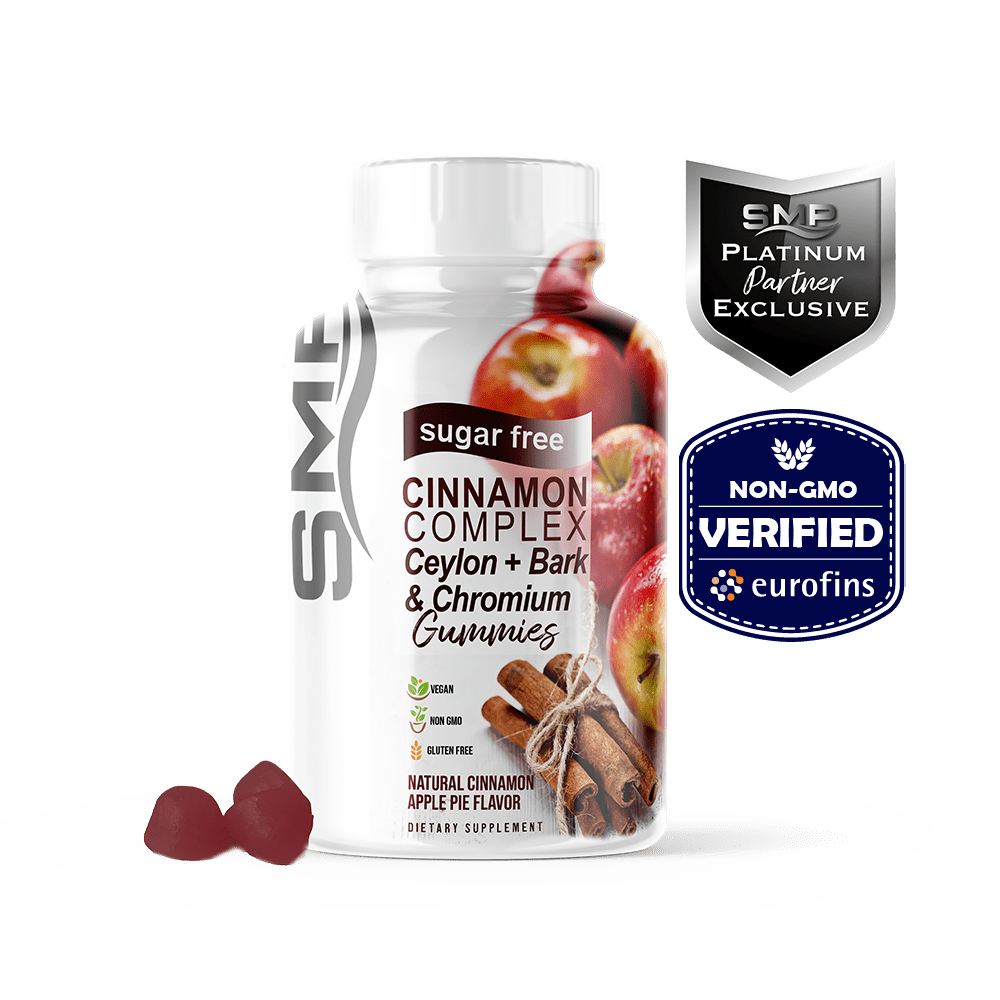 SMP
sugar free
CINNAMON
COMPLEX
Ceylon + Bark
& Chromium
Gummies
VEGAN
NON GMO
GLUTEN FREE
NATURAL CINNAMON
APPLE PIE FLAVOR
DIETARY SUPPLEMENT
SMP
PLATINUM
Partner
EXCLUSIVE
NON-GMO
VERIFIED
eurofins